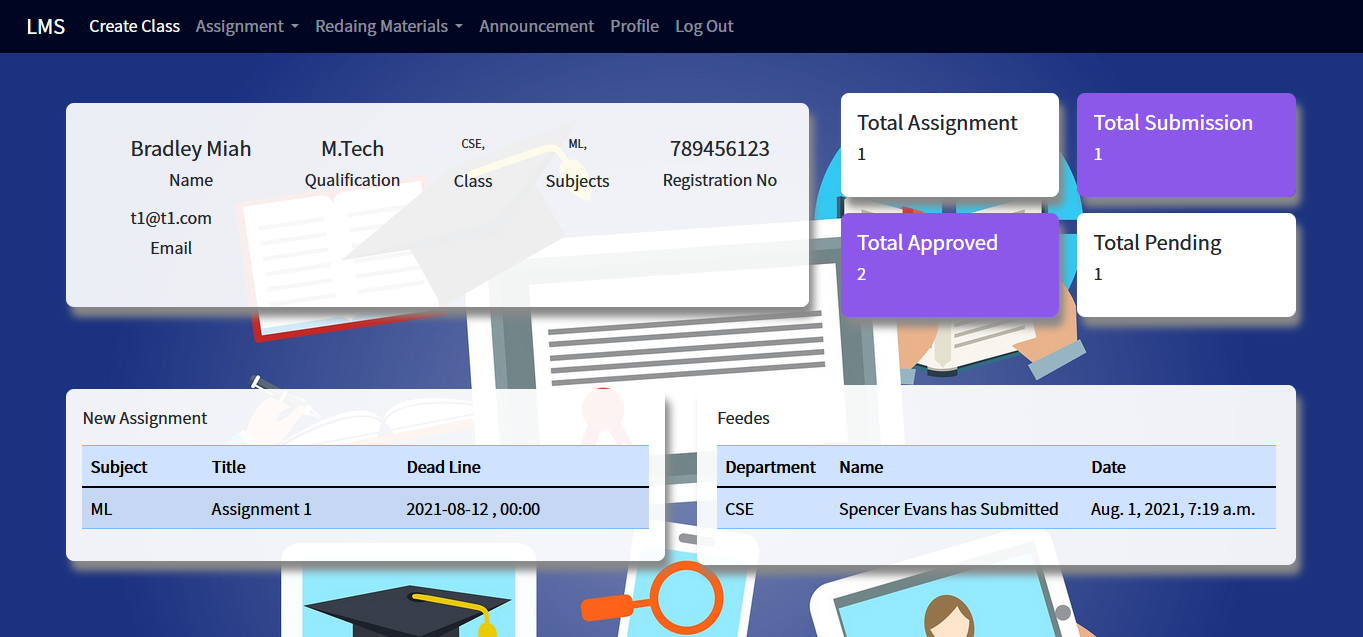 LMS Create Class Assignment Redaing Materials Announcement Profile Log Out
Bradley Miah M.Tech CSE, ML, 789456123
Name Qualification Class Subjects Registration No
t1@t1.com
Email
Total Assignment
1
Total Submission
1
Total Approved
2
Total Pending
1
New Assignment
Subject Title Dead Line
ML Assignment 1 2021-08-12 , 00:00
Feedes
Department Name Date
CSE Spencer Evans has Submitted Aug. 1, 2021, 7:19 a.m.